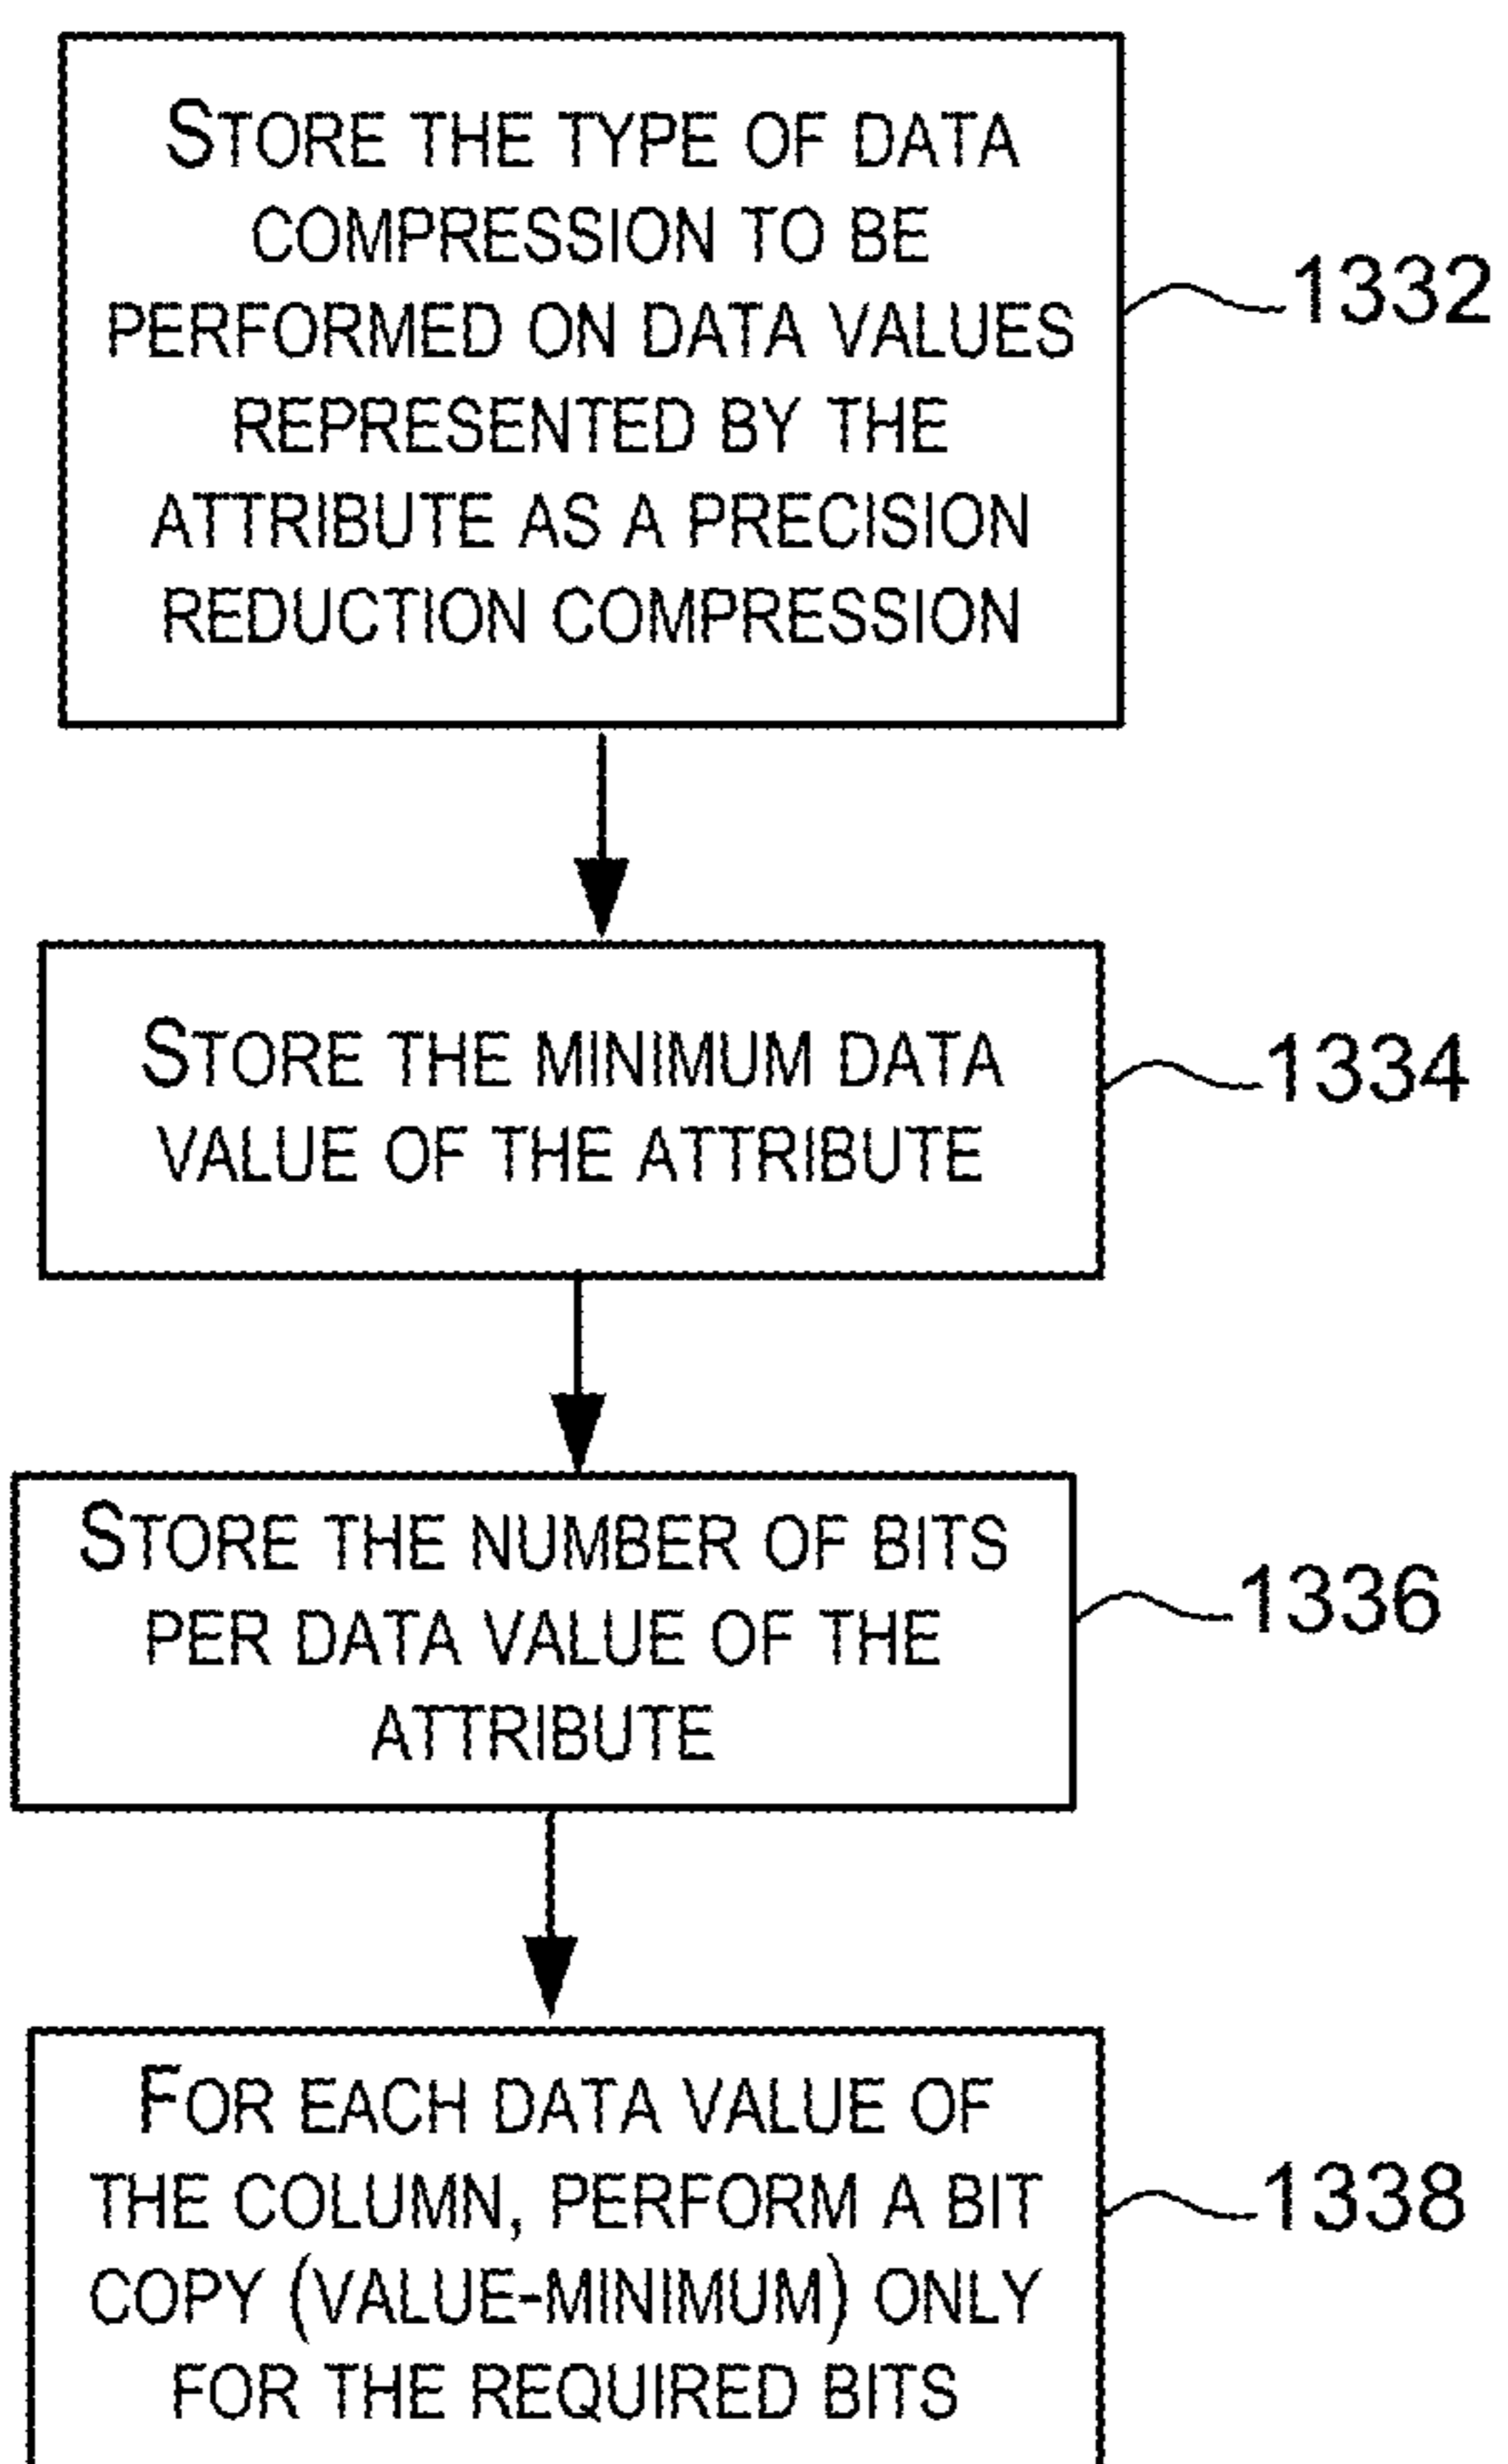 STORE THE TYPE OF DATA
COMPRESSION TO BE
PERFORMED ON DATA VALUES
REPRESENTED BY THE
ATTRIBUTE AS A PRECISION
REDUCTION COMPRESSION
1332
STORE THE MINIMUM DATA
VALUE OF THE ATTRIBUTE
1334
STORE THE NUMBER OF BITS
PER DATA VALUE OF THE
ATTRIBUTE
1336
FOR EACH DATA VALUE OF
THE COLUMN, PERFORM A BIT
COPY (VALUE-MINIMUM) ONLY
FOR THE REQUIRED BITS
1338